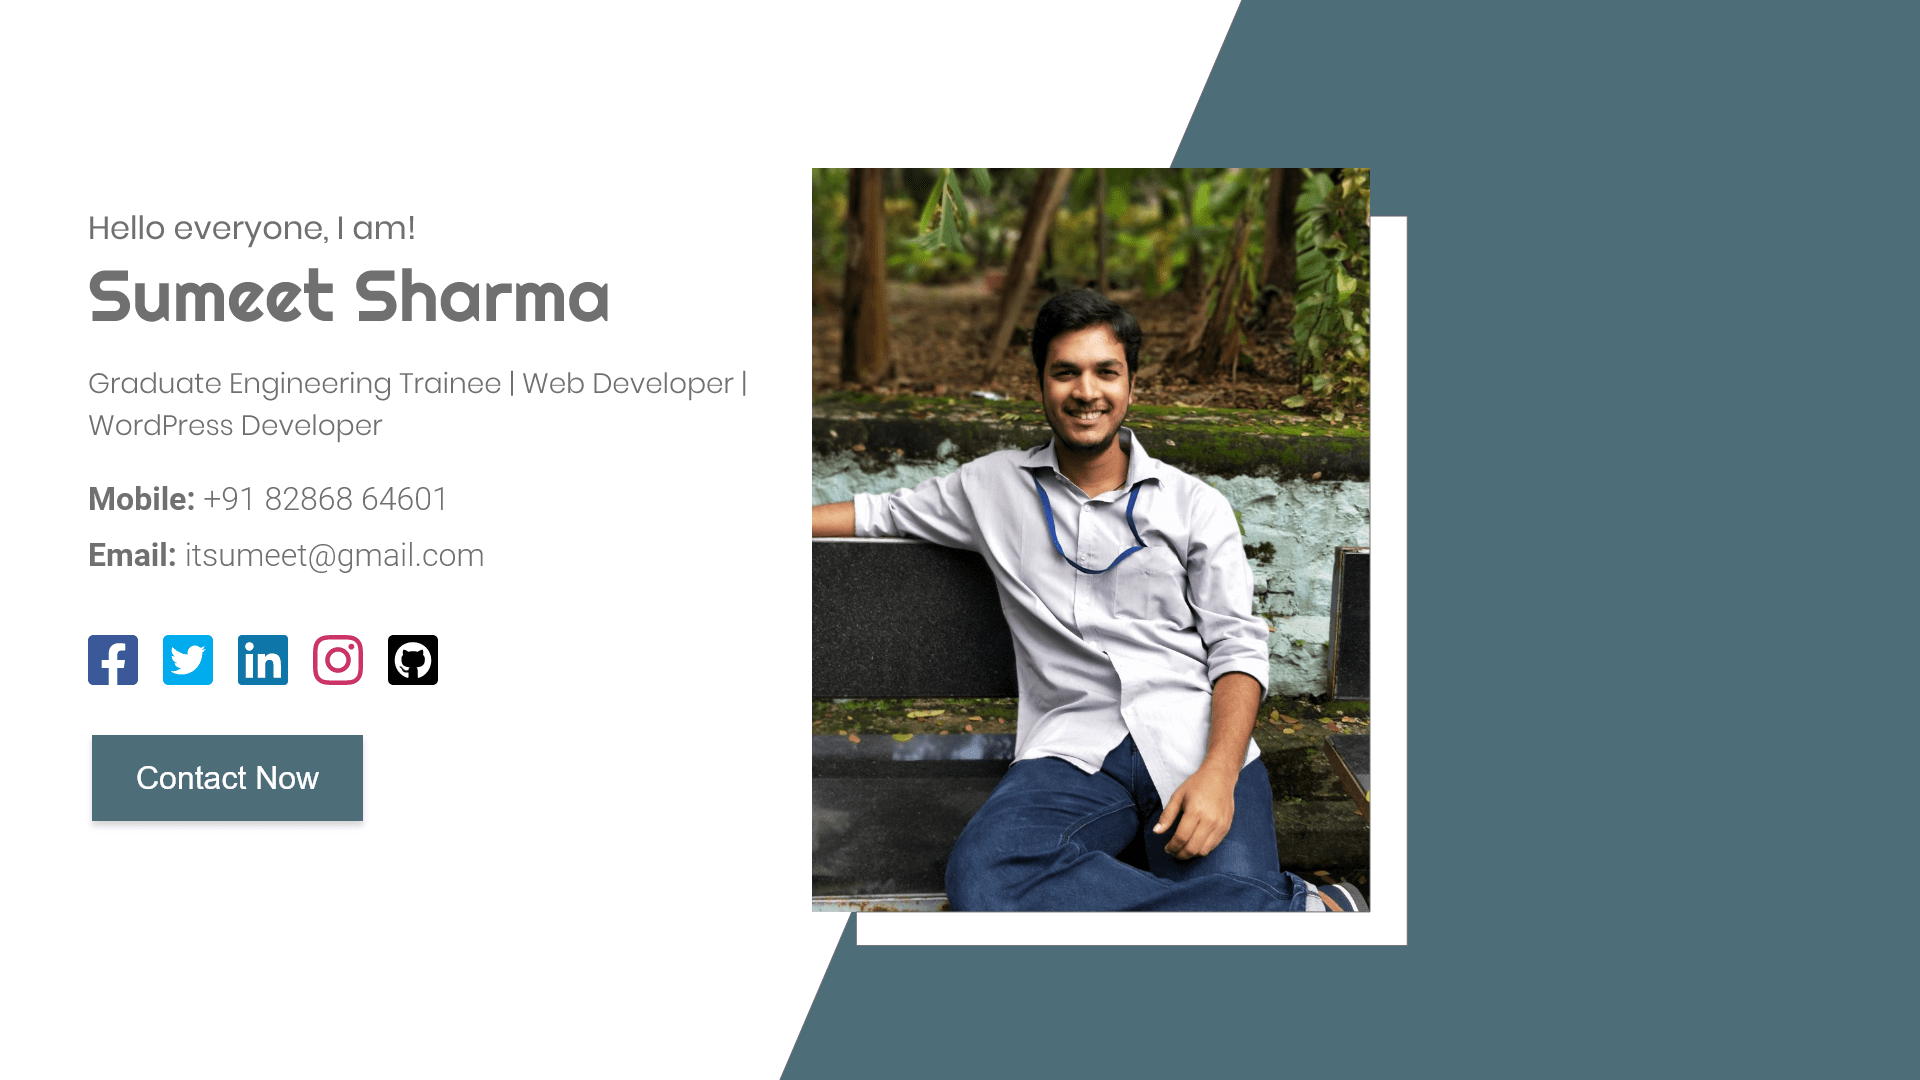 Hello everyone, I am!
Sumeet Sharma
Graduate Engineering Trainee | Web Developer |
WordPress Developer
Mobile: +91 82868 64601
Email: itsumeet@gmail.com
Contact Now